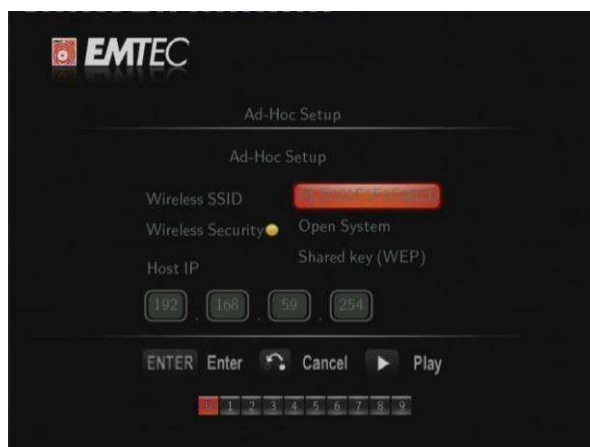 EMTEC
Ad-Hoc Setup
Ad-Hoc Setup
Wireless SSID
Wireless Security Open System
Shared key (WEP)
Host IP
192 . 168 . 59 . 254
ENTER Enter Cancel Play
0 1 2 3 4 5 6 7 8 9